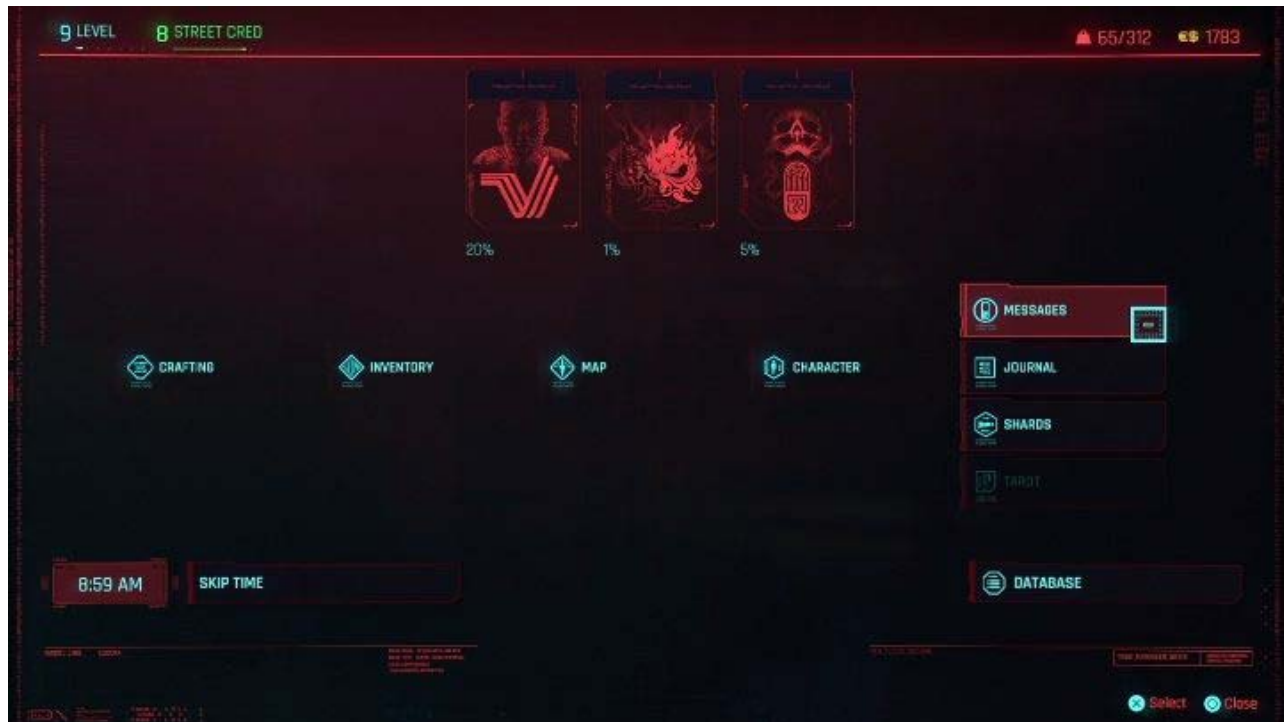 9 LEVEL
8 STREET CRED
65/312
€$ 1783
20%
1%
5%
MESSAGES
CRAFTING
INVENTORY
MAP
CHARACTER
JOURNAL
SHARDS
TAROT
8:59 AM
SKIP TIME
DATABASE
Select
Close